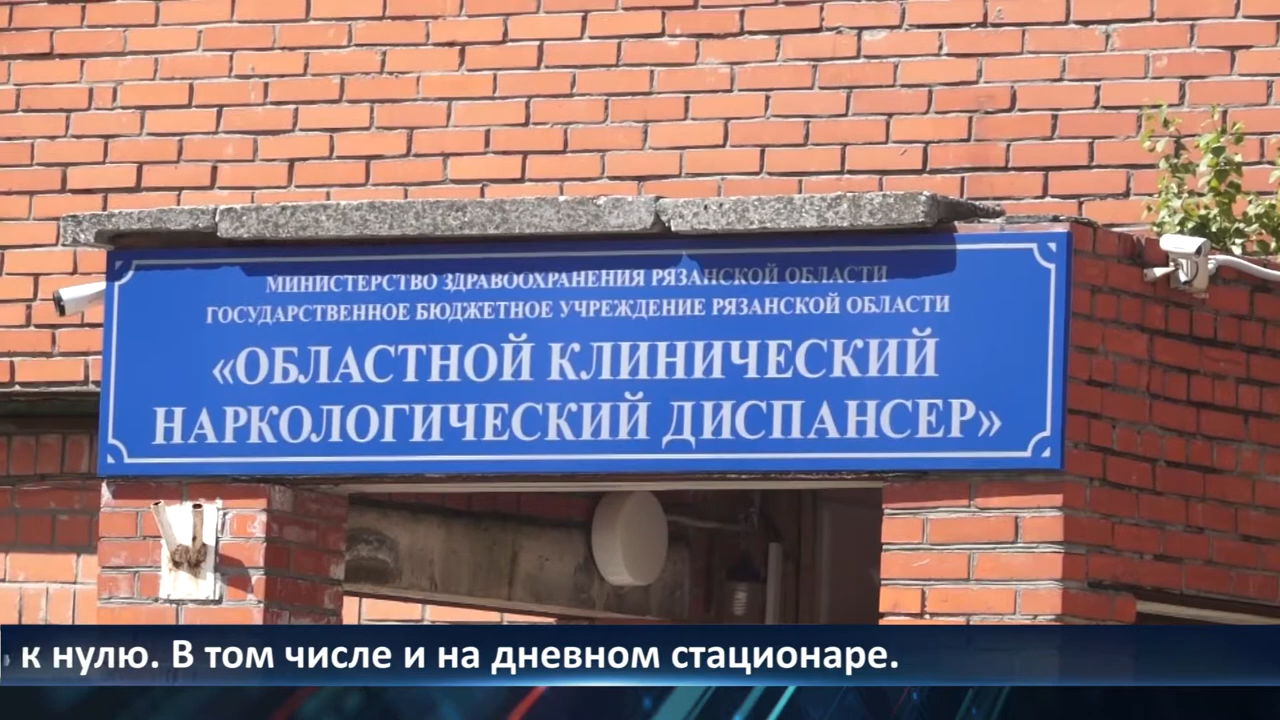 МИНИСТЕРСТВО ЗДРАВООХРАНЕНИЯ РЯЗАНСКОЙ ОБЛАСТИ
ГОСУДАРСТВЕННОЕ БЮДЖЕТНОЕ УЧРЕЖДЕНИЕ РЯЗАНСКОЙ ОБЛАСТИ
«ОБЛАСТНОЙ КЛИНИЧЕСКИЙ
НАРКОЛОГИЧЕСКИЙ ДИСПАНСЕР»
к нулю. В том числе и на дневном стационаре.